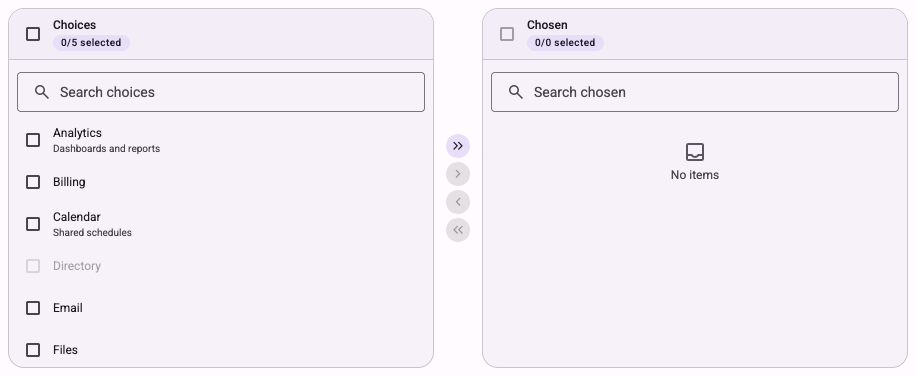 Choices
0/5 selected
Search choices
Analytics
Dashboards and reports
Billing
Calendar
Shared schedules
Directory
Email
Files
Chosen
0/0 selected
Search chosen
No items